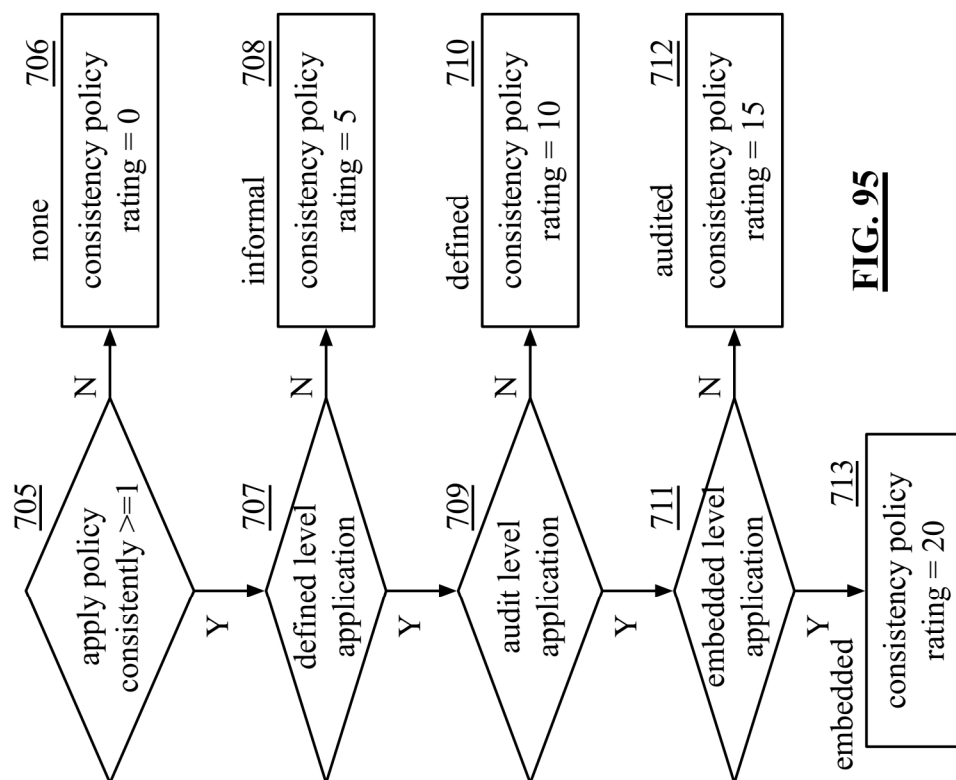 705
apply policy
consistently >=1
N
none
706
consistency policy
rating = 0
Y
707
defined level
application
N
informal
708
consistency policy
rating = 5
Y
709
audit level
application
N
defined
710
consistency policy
rating = 10
Y
711
embedded level
application
N
audited
712
consistency policy
rating = 15
Y
embedded
713
consistency policy
rating = 20
FIG. 95